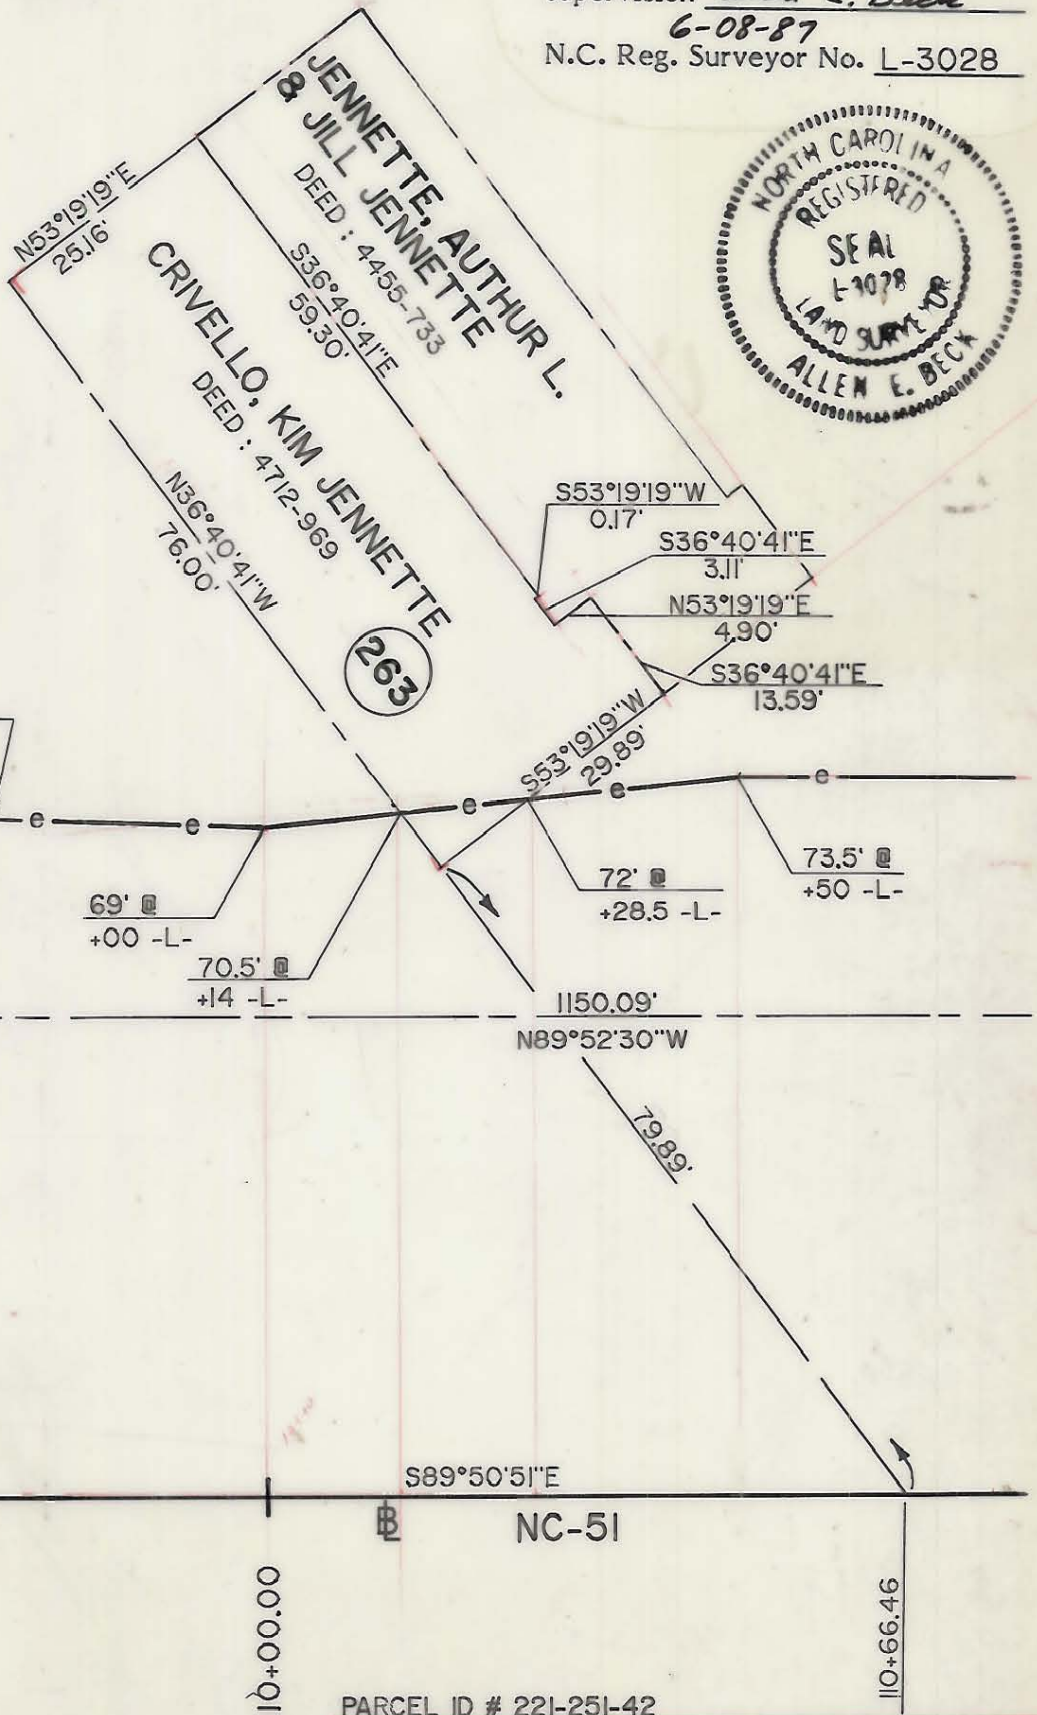 6-08-87
N.C. Reg. Surveyor No. L-3028
NORTH CAROLINA
REGISTERED
SEAL
L-3028
LAND SURVEYOR
ALLEN E. BECK
JENNETTE, AUTHUR L.
& JILL JENNETTE
DEED : 4455-733
N53°19'19"E
25.16'
S36°40'41"E
59.30'
CRIVELLO, KIM JENNETTE
DEED : 4712-969
N36°40'41"W
76.00'
263
S53°19'19"W
0.17'
S36°40'41"E
3.11'
N53°19'19"E
4.90'
S36°40'41"E
13.59'
S53°19'19"W
29.89'
e e e e e
69' @
+00 -L-
70.5' @
+14 -L-
72' @
+28.5 -L-
73.5' @
+50 -L-
1150.09'
N89°52'30"W
79.89'
S89°50'51"E
BL NC-51
10+00.00
110+66.46
PARCEL ID # 221-251-42